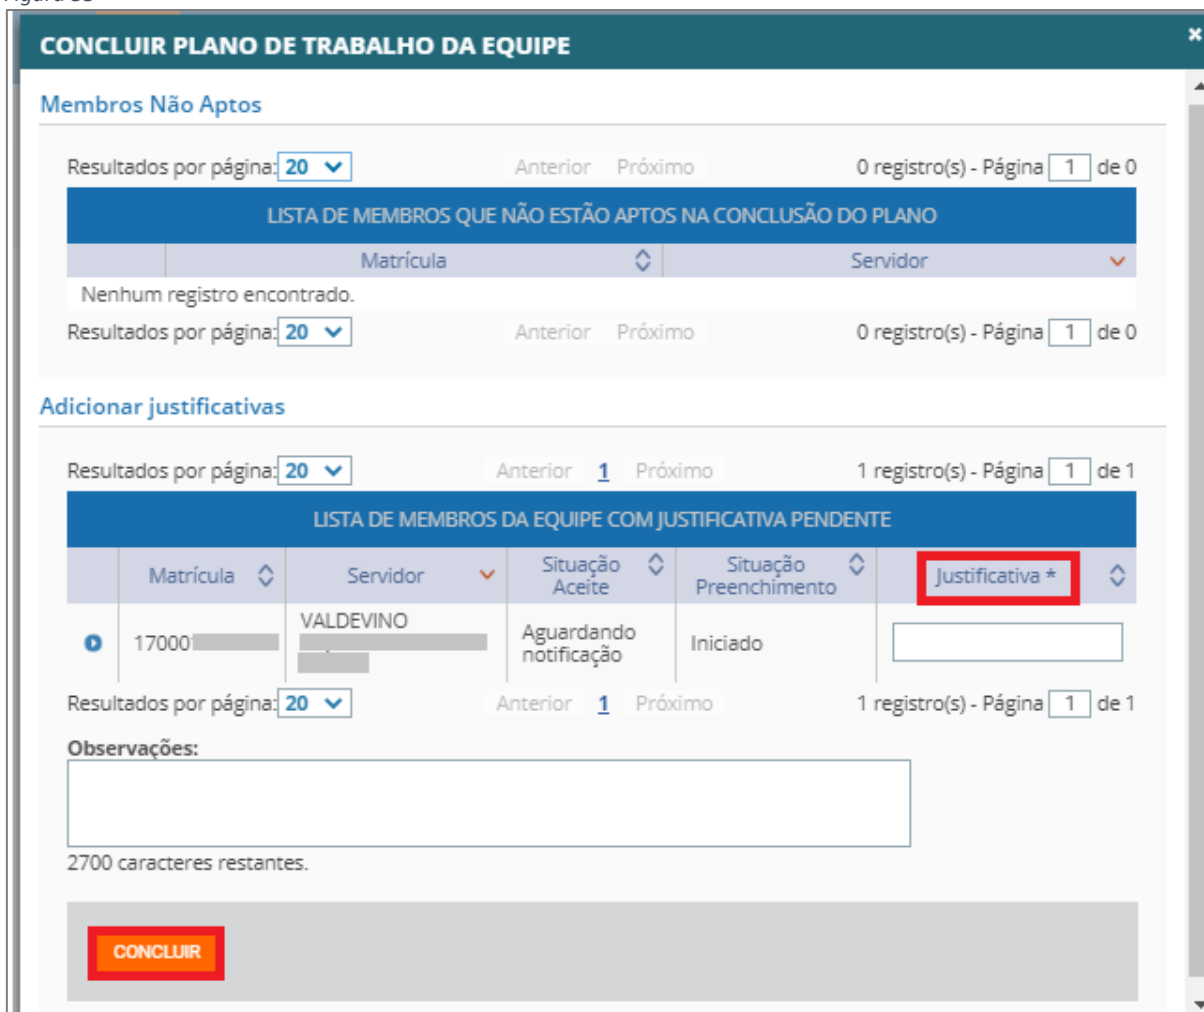 CONCLUIR PLANO DE TRABALHO DA EQUIPE
Membros Não Aptos
Resultados por página: 20 Anterior Próximo 0 registro(s) - Página 1 de 0
LISTA DE MEMBROS QUE NÃO ESTÃO APTOS NA CONCLUSÃO DO PLANO
Matrícula Servidor
Nenhum registro encontrado.
Resultados por página: 20 Anterior Próximo 0 registro(s) - Página 1 de 0
Adicionar justificativas
Resultados por página: 20 Anterior 1 Próximo 1 registro(s) - Página 1 de 1
LISTA DE MEMBROS DA EQUIPE COM JUSTIFICATIVA PENDENTE
Matrícula Servidor Situação Aceite Situação Preenchimento Justificativa *
17000 VALDEVINO Aguardando notificação Iniciado
Resultados por página: 20 Anterior 1 Próximo 1 registro(s) - Página 1 de 1
Observações:
2700 caracteres restantes.
CONCLUIR